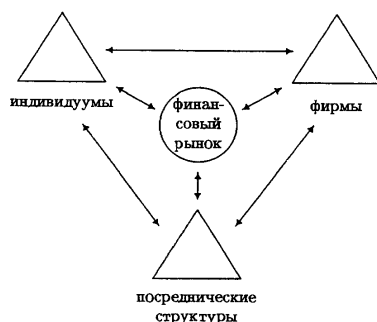 индивидуумы
финан-
совый
рынок
фирмы
посреднические
структуры